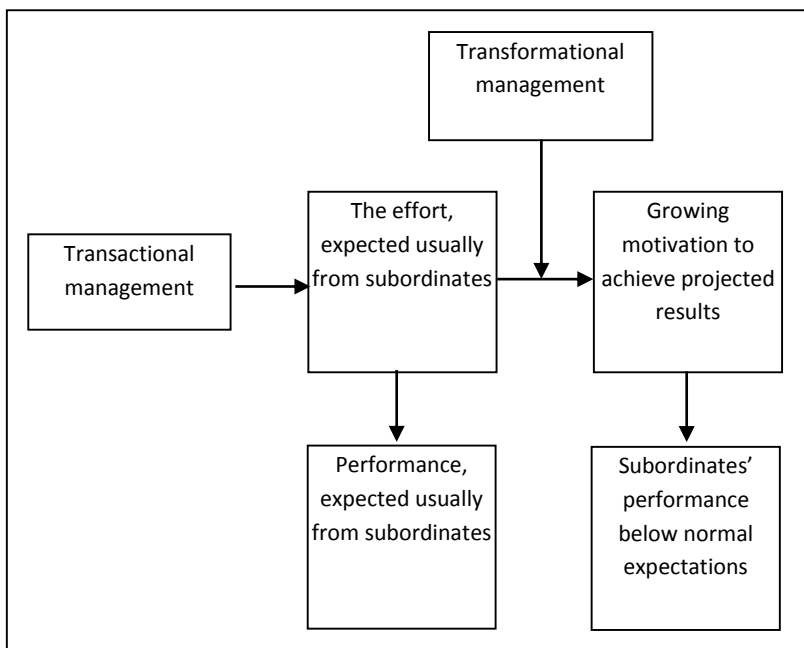 Transformational
management
Transactional
management
The effort,
expected usually
from subordinates
Growing
motivation to
achieve projected
results
Performance,
expected usually
from subordinates
Subordinates’
performance
below normal
expectations